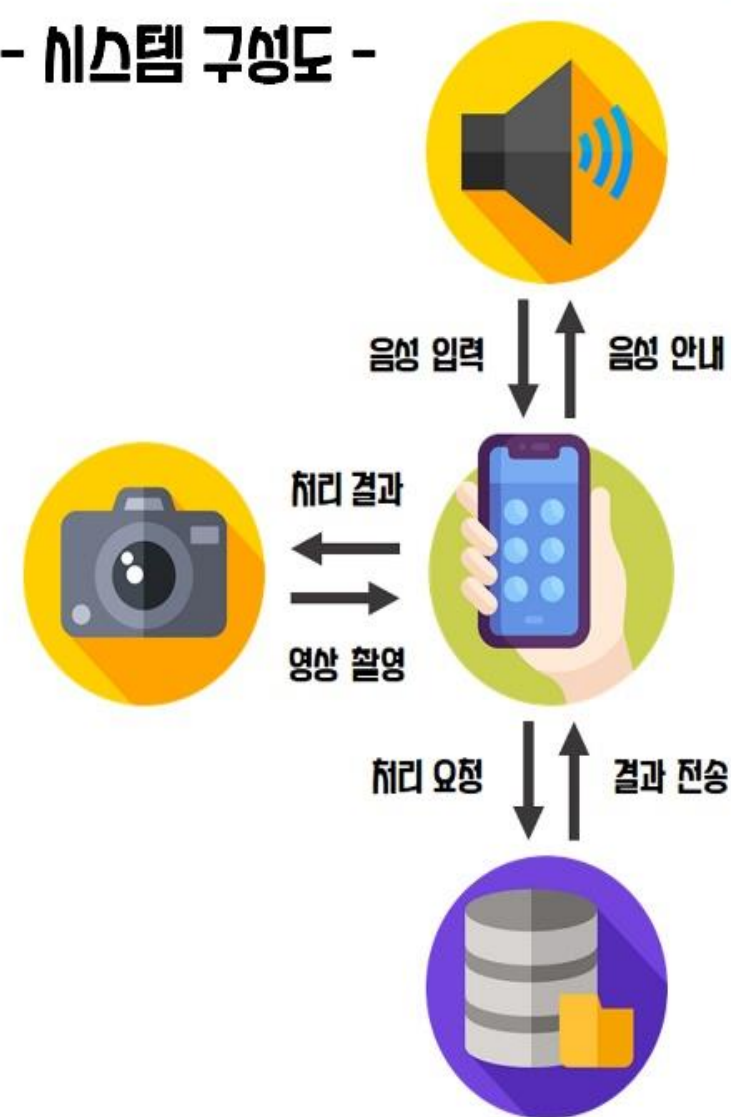 - 시스템 구성도 -
음성 입력
음성 안내
처리 결과
영상 촬영
처리 요청
결과 전송